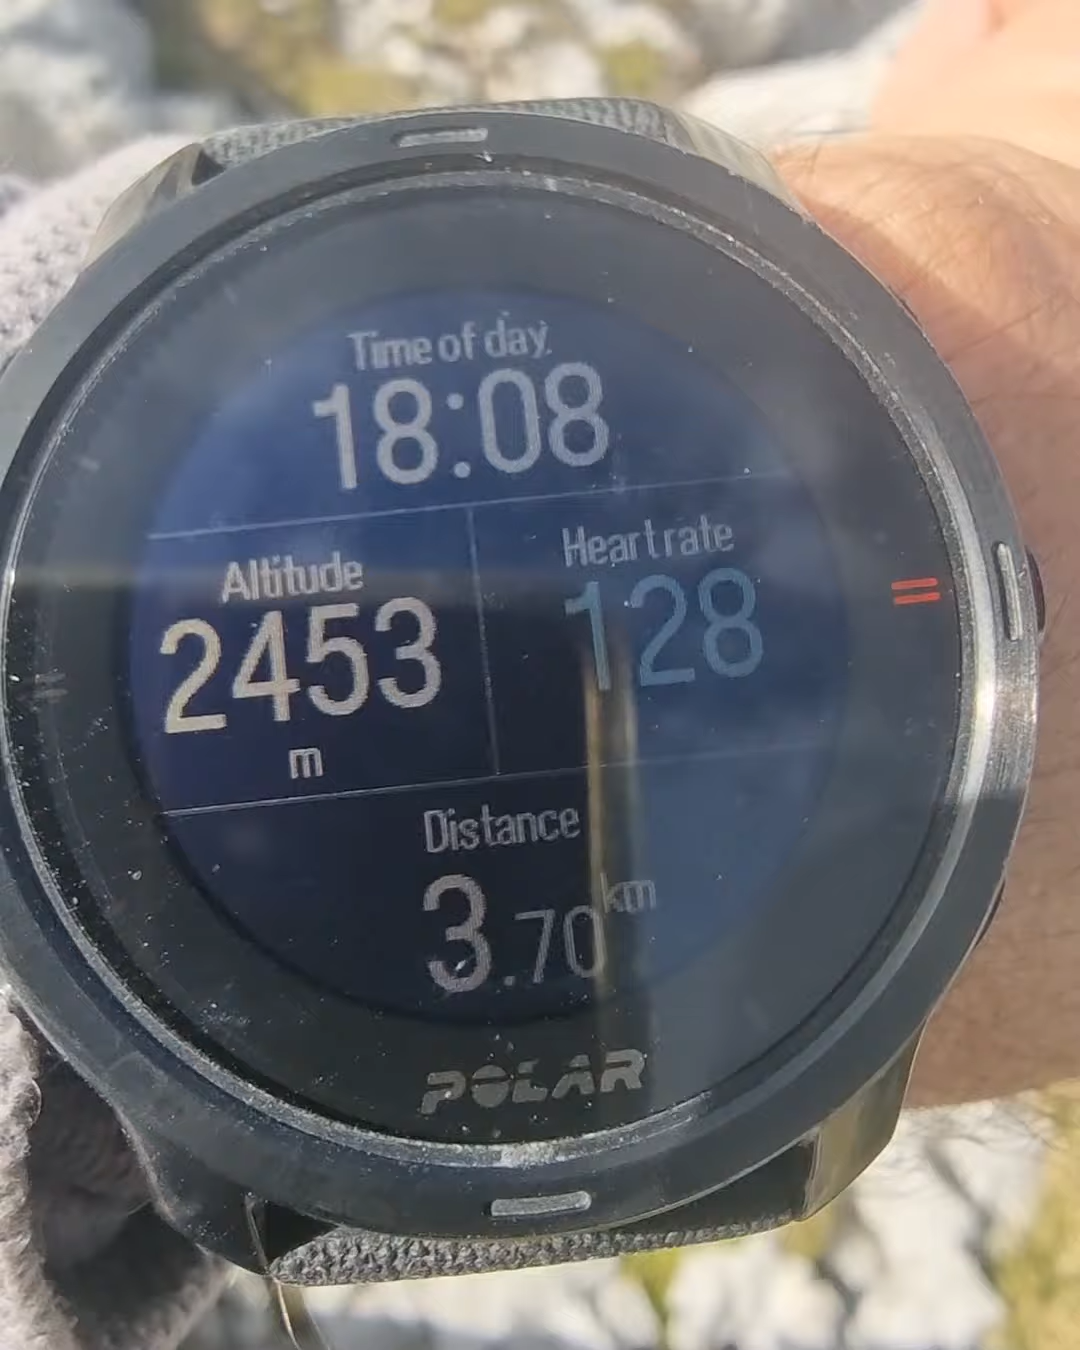 Time of day
18:08
Altitude
2453
m
Heart rate
128
Distance
3.70 km
POLAR